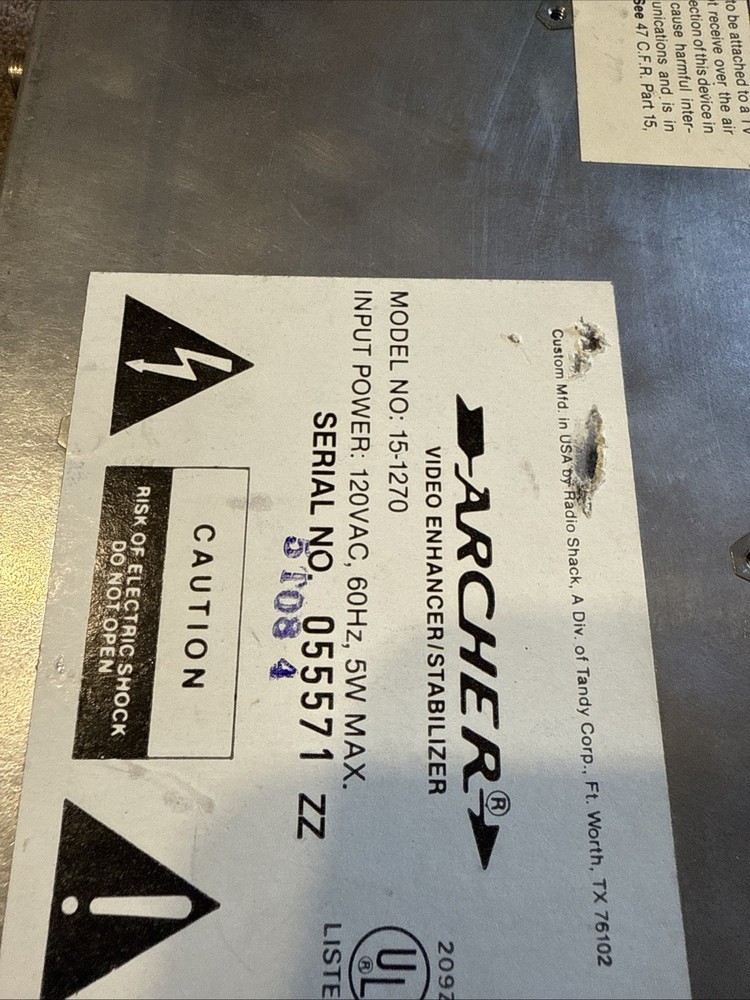 to be attached to a TV
t receive over the air
ection of this device in
cause harmful inter-
unications and is in
See 47 C.F.R. Part 15,
Custom Mfd. in USA by Radio Shack, A Div. of Tandy Corp., Ft. Worth, TX 76102
ARCHER®
VIDEO ENHANCER/STABILIZER
MODEL NO: 15-1270
INPUT POWER: 120VAC, 60Hz, 5W MAX.
SERIAL NO. 055571 ZZ
209Z
UL
®
LISTE
CAUTION
RISK OF ELECTRIC SHOCK
DO NOT OPEN